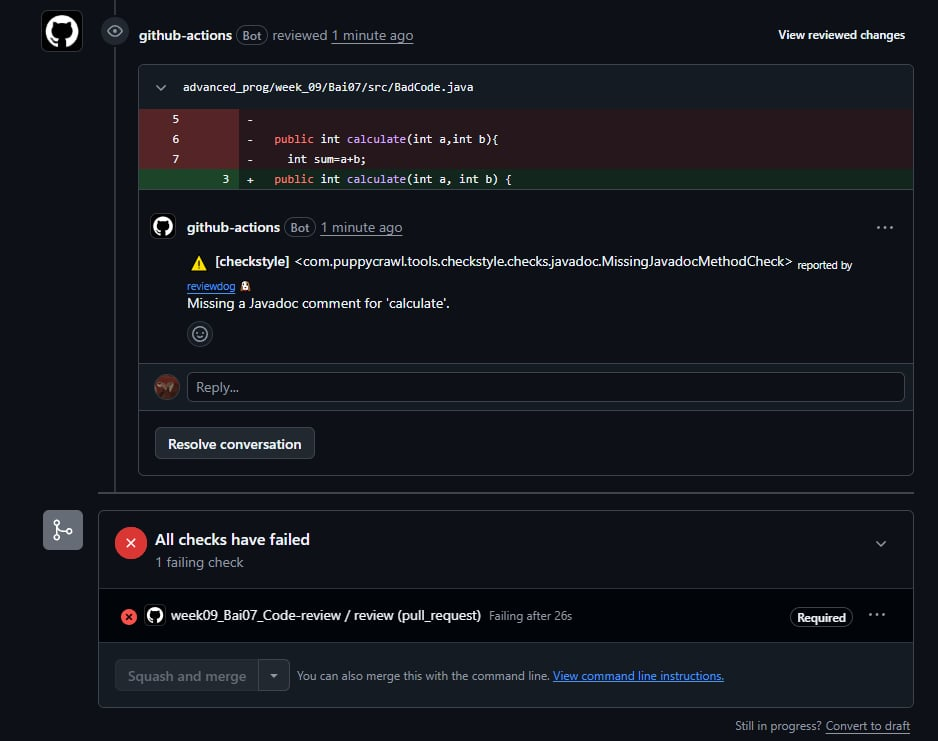 github-actions Bot reviewed 1 minute ago View reviewed changes
advanced_prog/week_09/Bai07/src/BadCode.java
5 -
6 - public int calculate(int a,int b){
7 - int sum=a+b;
3 + public int calculate(int a, int b) {
github-actions Bot 1 minute ago
[checkstyle] <com.puppycrawl.tools.checkstyle.checks.javadoc.MissingJavadocMethodCheck> reported by
reviewdog
Missing a Javadoc comment for 'calculate'.
Reply...
Resolve conversation
All checks have failed
1 failing check
week09_Bai07_Code-review / review (pull_request) Failing after 26s Required
Squash and merge You can also merge this with the command line. View command line instructions.
Still in progress? Convert to draft